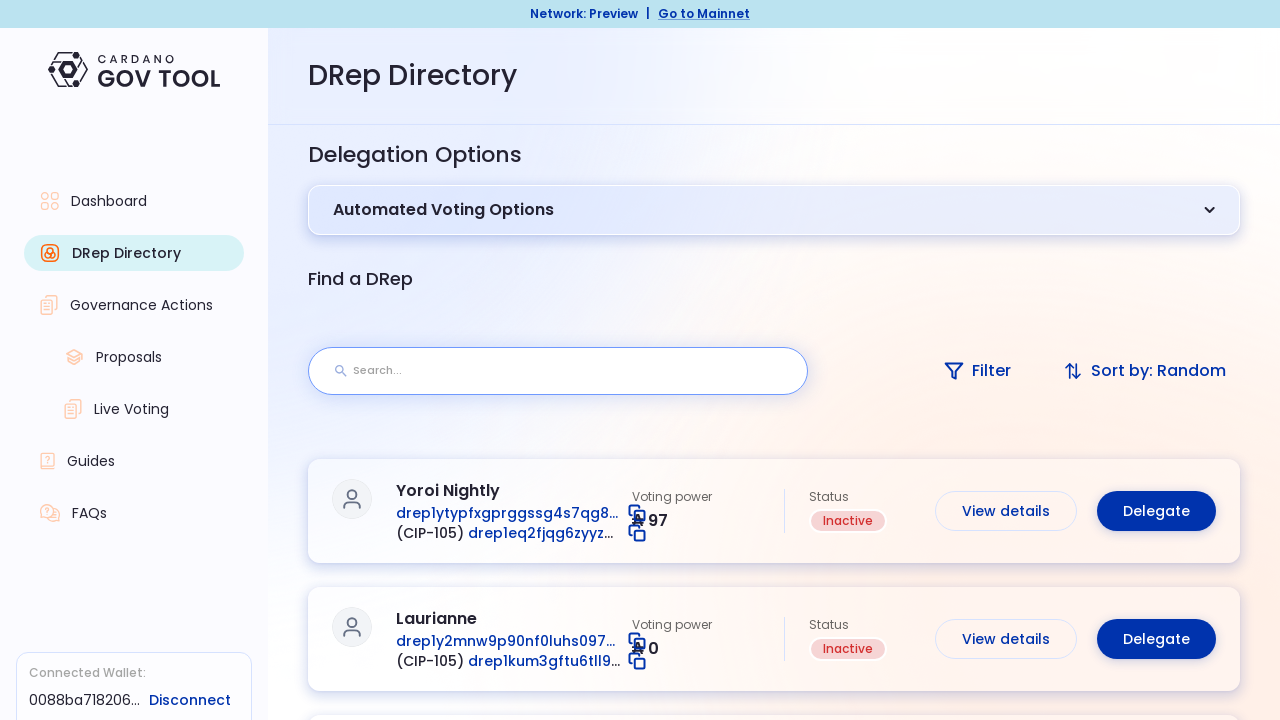 Network: Preview | Go to Mainnet
CARDANO
GOV TOOL
Dashboard
DRep Directory
Governance Actions
Proposals
Live Voting
Guides
FAQs
Connected Wallet:
0088ba718206... Disconnect
DRep Directory
Delegation Options
Automated Voting Options
Find a DRep
Search...
Filter
Sort by: Random
Yoroi Nightly
drep1ytypfxgprggssg4s7qg8...
(CIP-105) drep1eq2fjqg6zyyz...
Voting power
₳ 97
Status
Inactive
View details
Delegate
Laurianne
drep1y2mnw9p90nf0luhs097...
(CIP-105) drep1kum3gftu6tll9...
Voting power
₳ 0
Status
Inactive
View details
Delegate